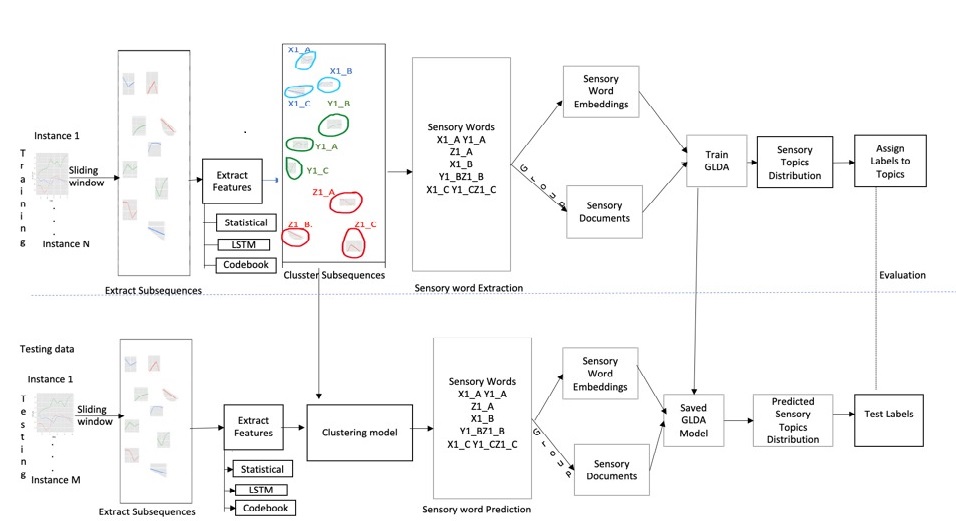 X1_A
X1_B
X1_C
Y1_B
Y1_A
Y1_C
Z1_A
Z1_B.
Z1_C
Clusster Subsequences
Training
Instance 1
.
.
.
Instance N
Sliding
window
Extract Subsequences
Extract
Features
Statistical
LSTM
Codebook
Sensory Words
X1_A Y1_A
Z1_A
X1_B
Y1_BZ1_B
X1_C Y1_CZ1_C
Sensory word Extraction
Group
Sensory
Word
Embeddings
Sensory
Documents
Train
GLDA
Sensory
Topics
Distribution
Assign
Labels to
Topics
Evaluation
Testing data
Testing
Instance 1
.
.
.
Instance M
Sliding
window
Extract Subsequences
Extract
Features
Statistical
LSTM
Codebook
Clustering model
Sensory Words
X1_A Y1_A
Z1_A
X1_B
Y1_BZ1_B
X1_C Y1_CZ1_C
Sensory word Prediction
Group
Sensory
Word
Embeddings
Sensory
Documents
Saved
GLDA
Model
Predicted
Sensory
Topics
Distribution
Test Labels